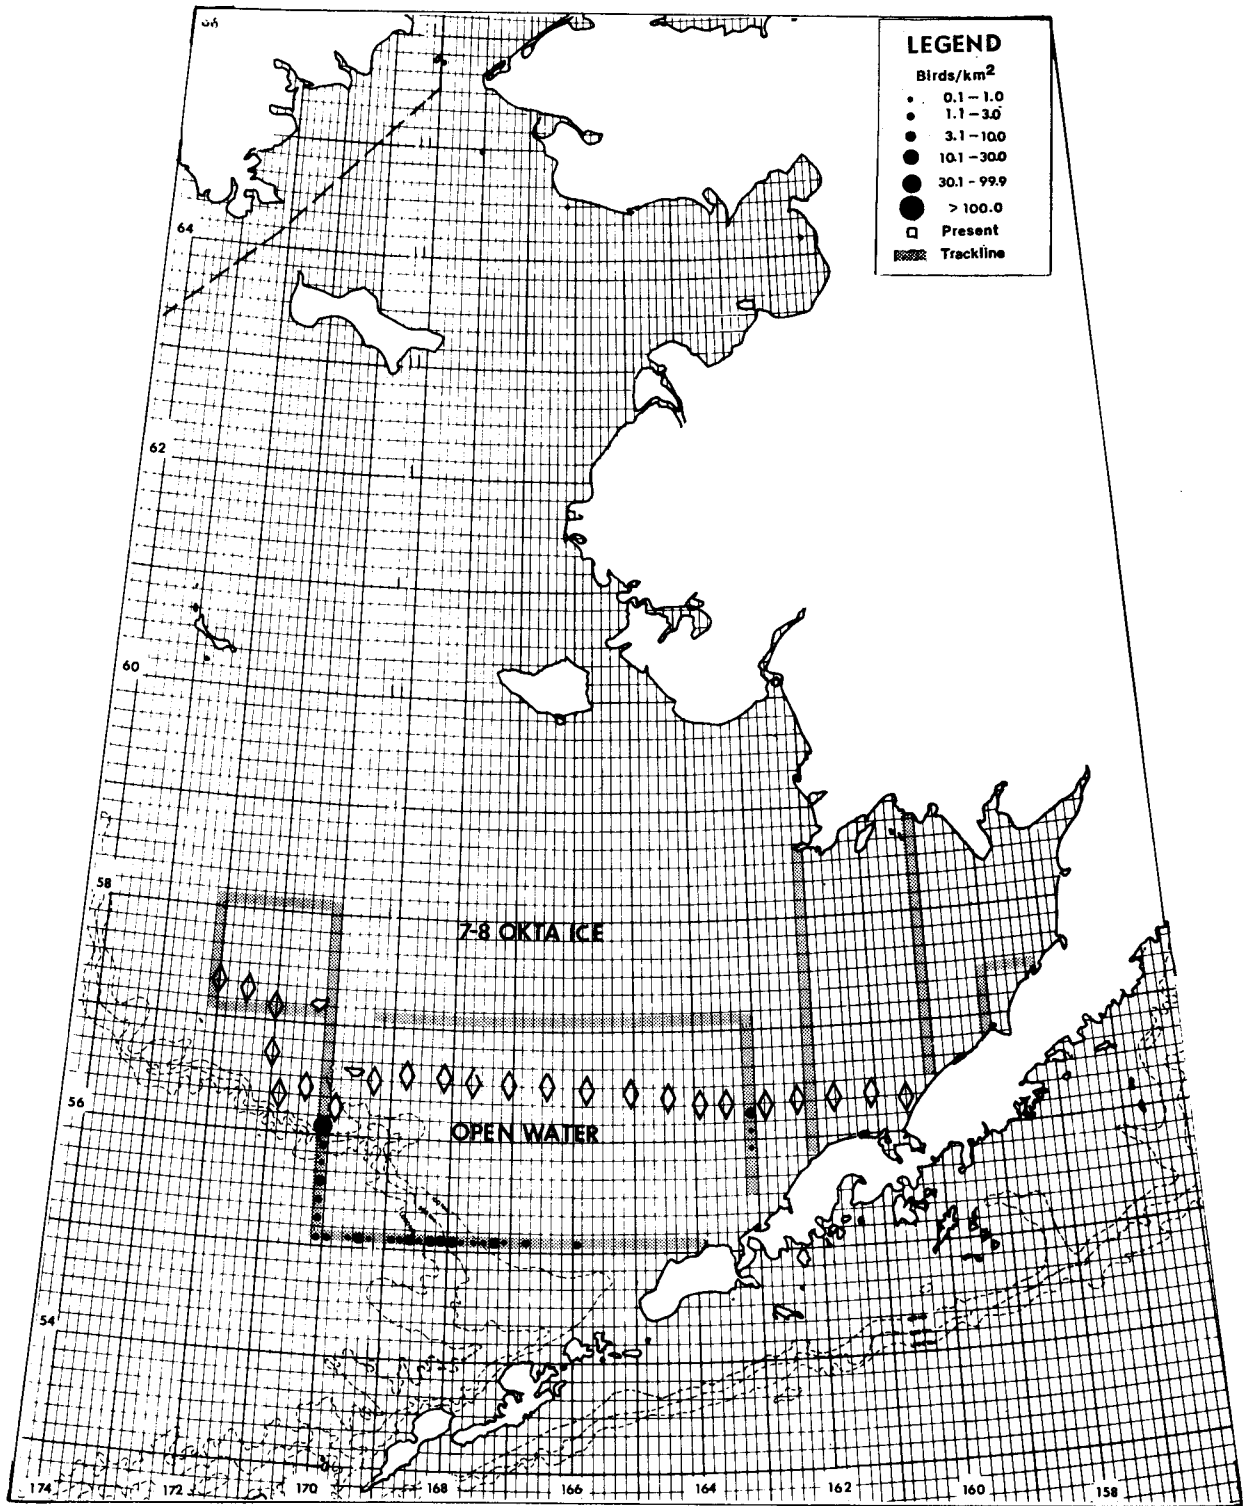 LEGEND
Birds/km2
0.1 – 1.0
1.1 – 3.0
3.1 – 10.0
10.1 – 30.0
30.1 – 99.9
> 100.0
Present
Trackline
64
62
60
58
7-8 OKTA ICE
56
OPEN WATER
54
174 172 170 168 166 164 162 160 158